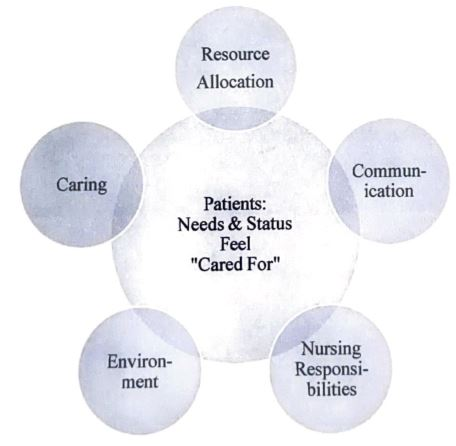 Resource
Allocation
Caring
Commun-
ication
Patients:
Needs & Status
Feel
"Cared For"
Environ-
ment
Nursing
Responsi-
bilities